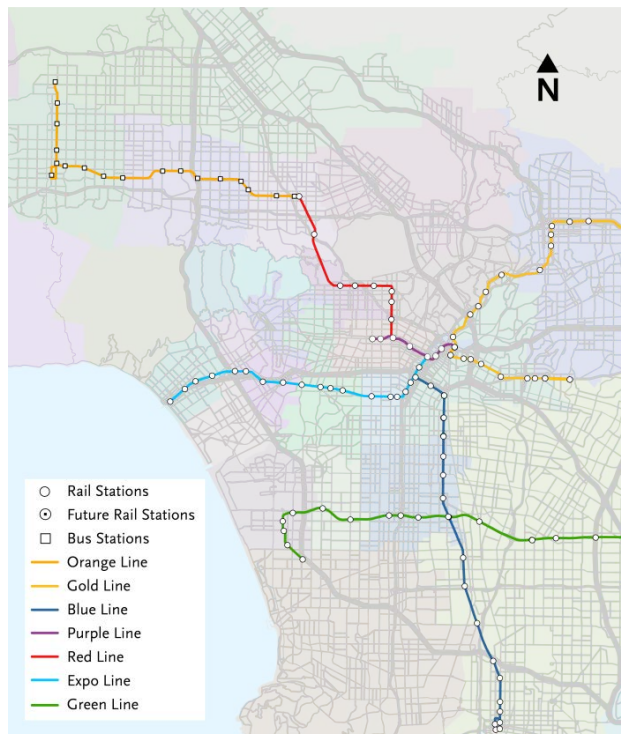 N
Rail Stations
Future Rail Stations
Bus Stations
Orange Line
Gold Line
Blue Line
Purple Line
Red Line
Expo Line
Green Line